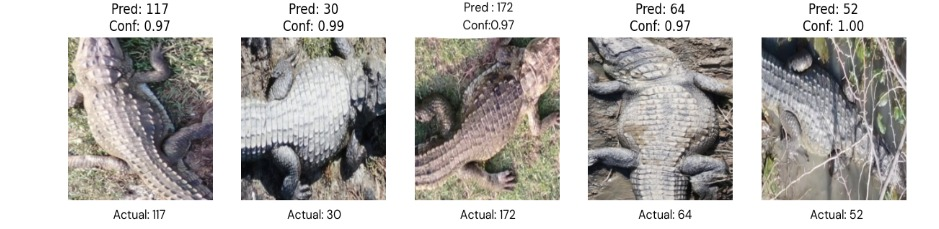 Pred: 117
Conf: 0.97
Pred: 30
Conf: 0.99
Pred : 172
Conf:0.97
Pred: 64
Conf: 0.97
Pred: 52
Conf: 1.00
Actual: 117
Actual: 30
Actual: 172
Actual: 64
Actual: 52